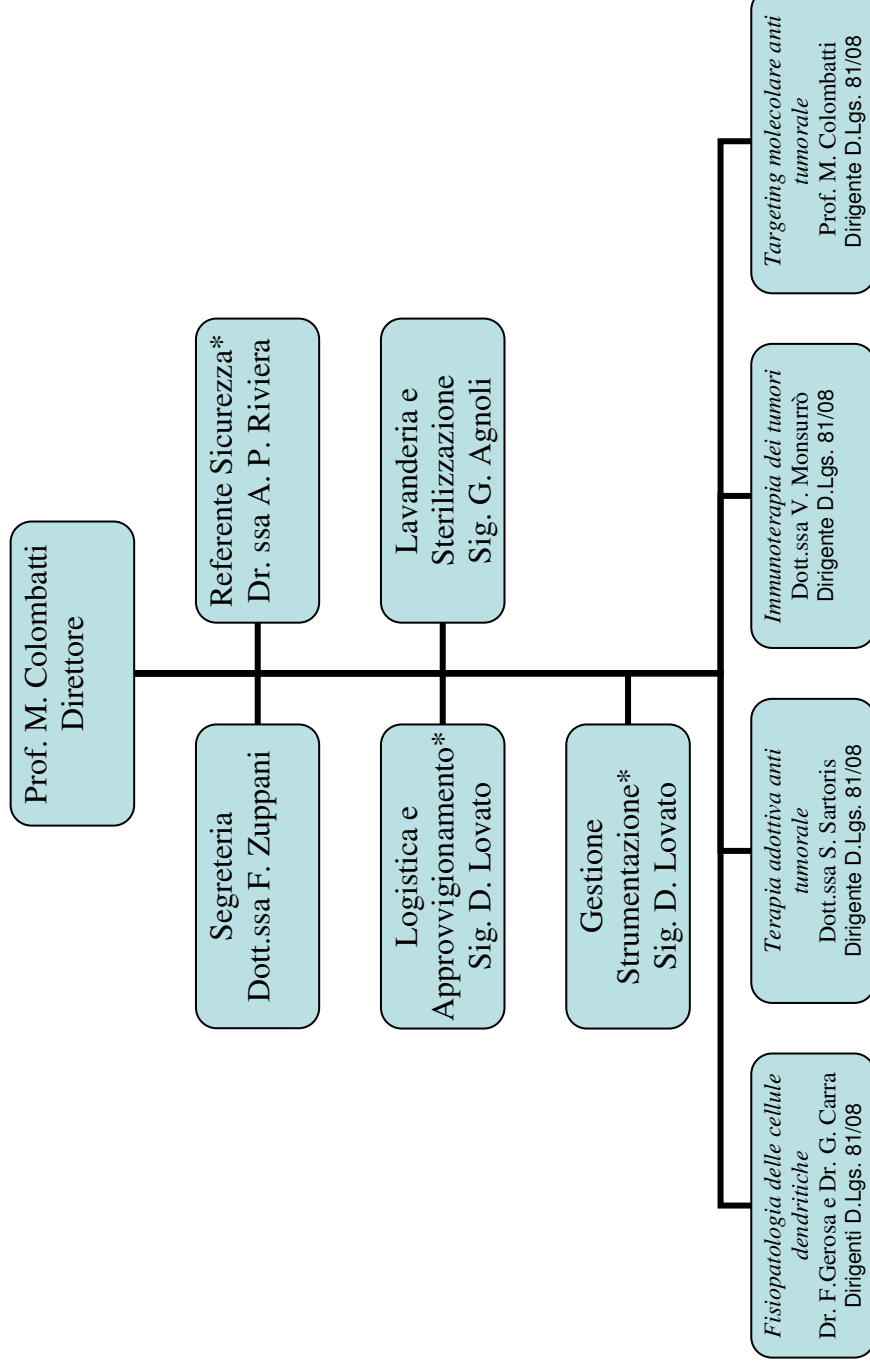 Prof. M. Colombatti
Direttore
Segreteria
Dott.ssa F. Zuppani
Referente Sicurezza*
Dr. ssa A. P. Riviera
Logistica e
Approvvigionamento*
Sig. D. Lovato
Lavanderia e
Sterilizzazione
Sig. G. Agnoli
Gestione
Strumentazione*
Sig. D. Lovato
Fisiopatologia delle cellule
dendritiche
Dr. F.Gerosa e Dr. G. Carra
Dirigenti D.Lgs. 81/08
Terapia adottiva anti
tumorale
Dott.ssa S. Sartoris
Dirigente D.Lgs. 81/08
Immunoterapia dei tumori
Dott.ssa V. Monsurrò
Dirigente D.Lgs. 81/08
Targeting molecolare anti
tumorale
Prof. M. Colombatti
Dirigente D.Lgs. 81/08